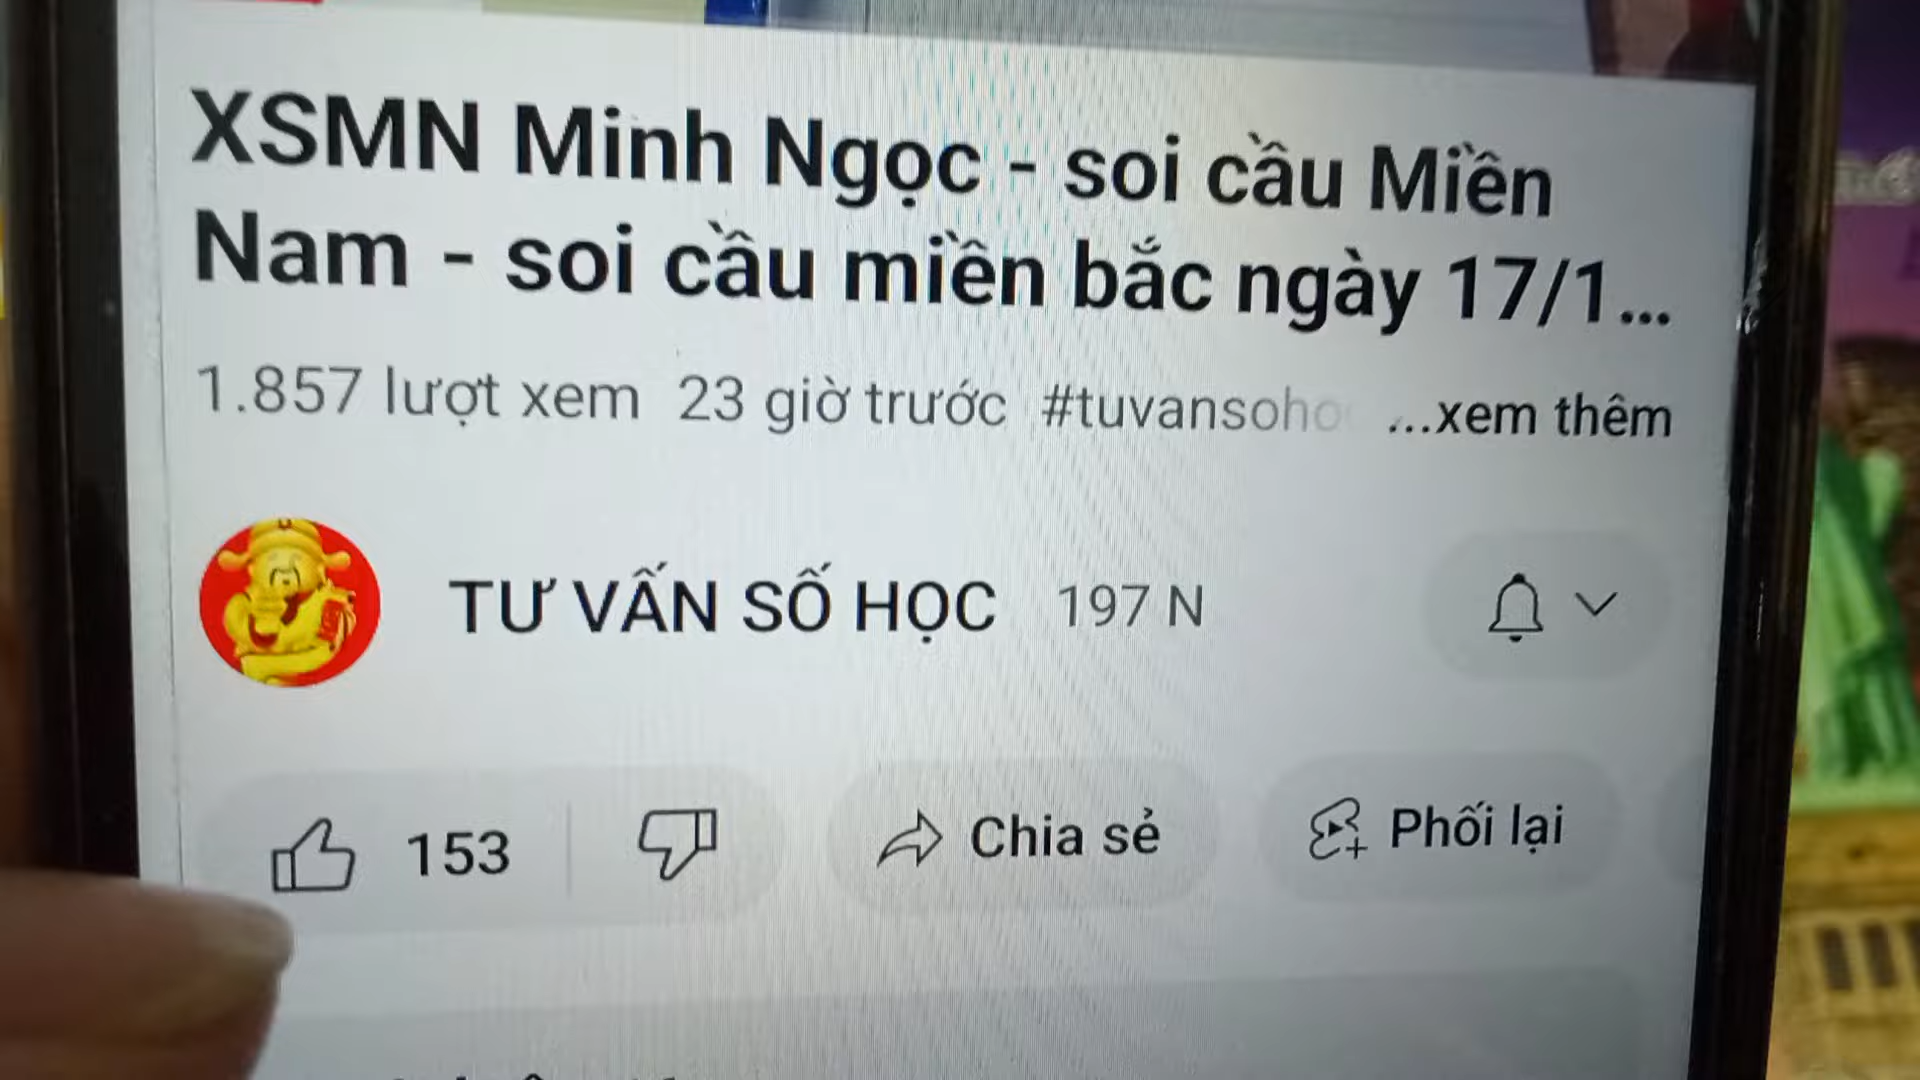 XSMN Minh Ngọc - soi cầu Miền
Nam - soi cầu miền bắc ngày 17/1...
1.857 lượt xem 23 giờ trước #tuvansoho ...xem thêm
TƯ VẤN SỐ HỌC 197 N
153 Chia sẻ Phối lại